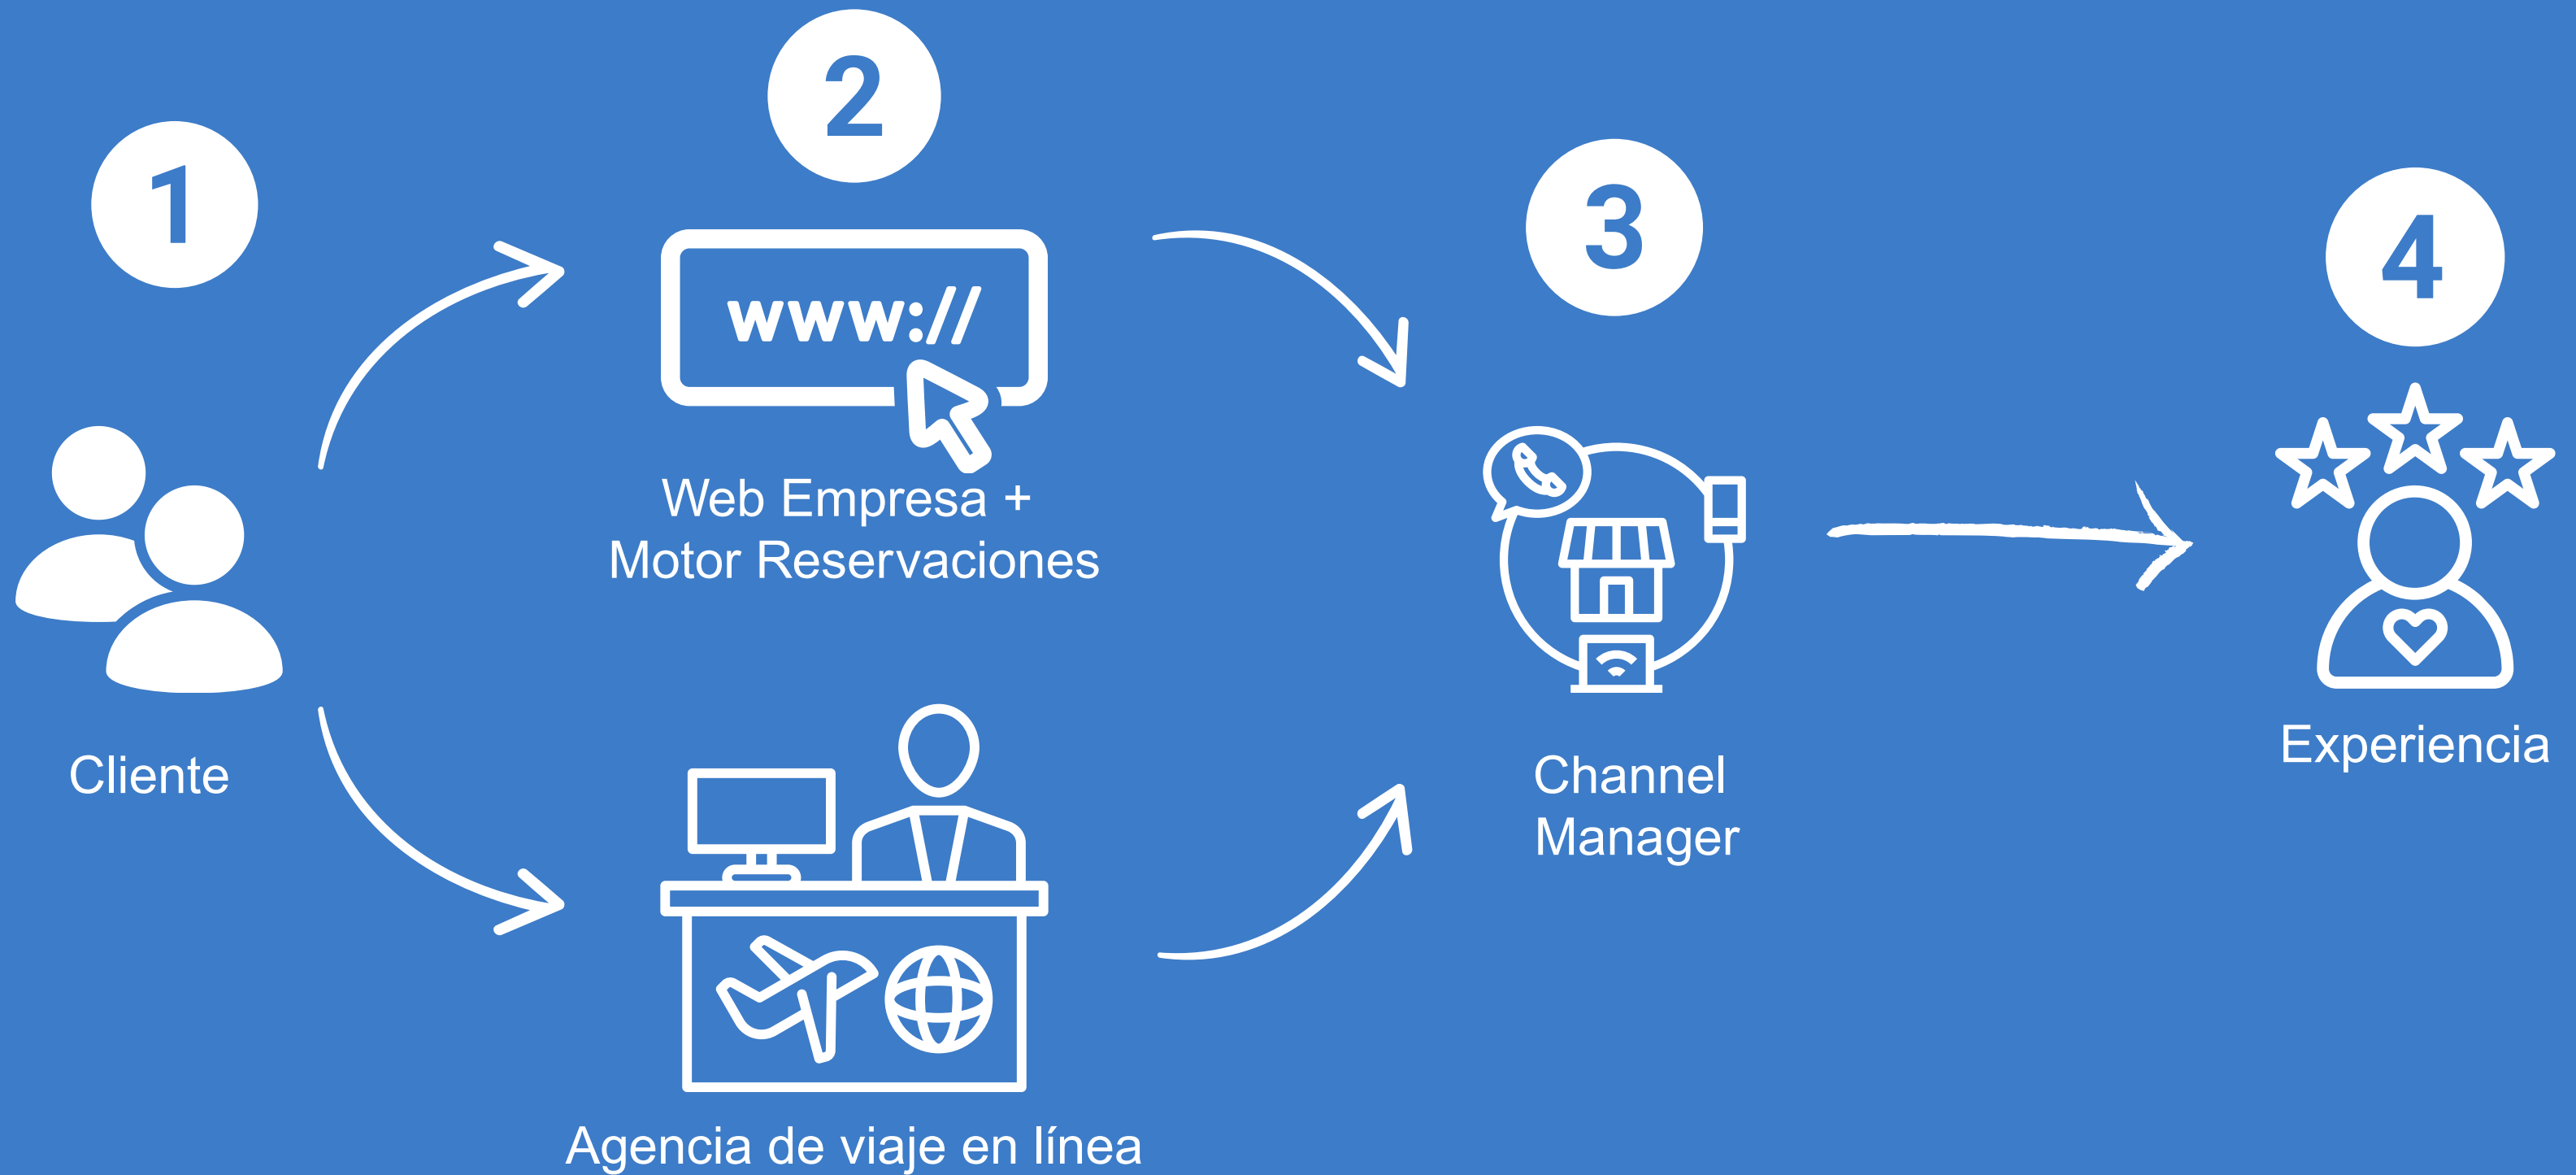 1
Cliente
2
www://
Web Empresa +
Motor Reservaciones
Agencia de viaje en línea
3
Channel
Manager
4
Experiencia